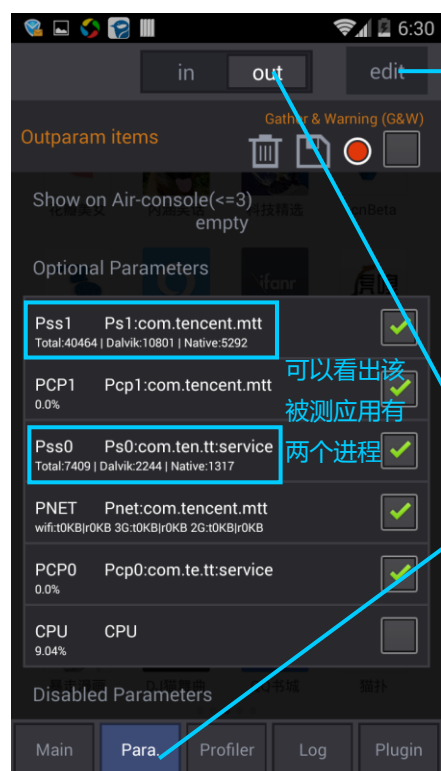 6:30
in
out
edit
Gather & Warning (G&W)
Outparam items
Show on Air-console(<=3)
empty
cnBeta
Optional Parameters
ifanr
Pss1 Ps1:com.tencent.mtt
Total:40464 | Dalvik:10801 | Native:5292
可以看出该
PCP1 Pcp1:com.tencent.mtt
0.0%
被测应用有
Pss0 Ps0:com.ten.tt:service
两个进程
Total:7409 | Dalvik:2244 | Native:1317
PNET Pnet:com.tencent.mtt
wifi:t0KB|r0KB 3G:t0KB|r0KB 2G:t0KB|r0KB
PCP0 Pcp0:com.te.tt:service
0.0%
CPU CPU
9.04%
Disabled Parameters
猫扑
Main
Para.
Profiler
Log
Plugin